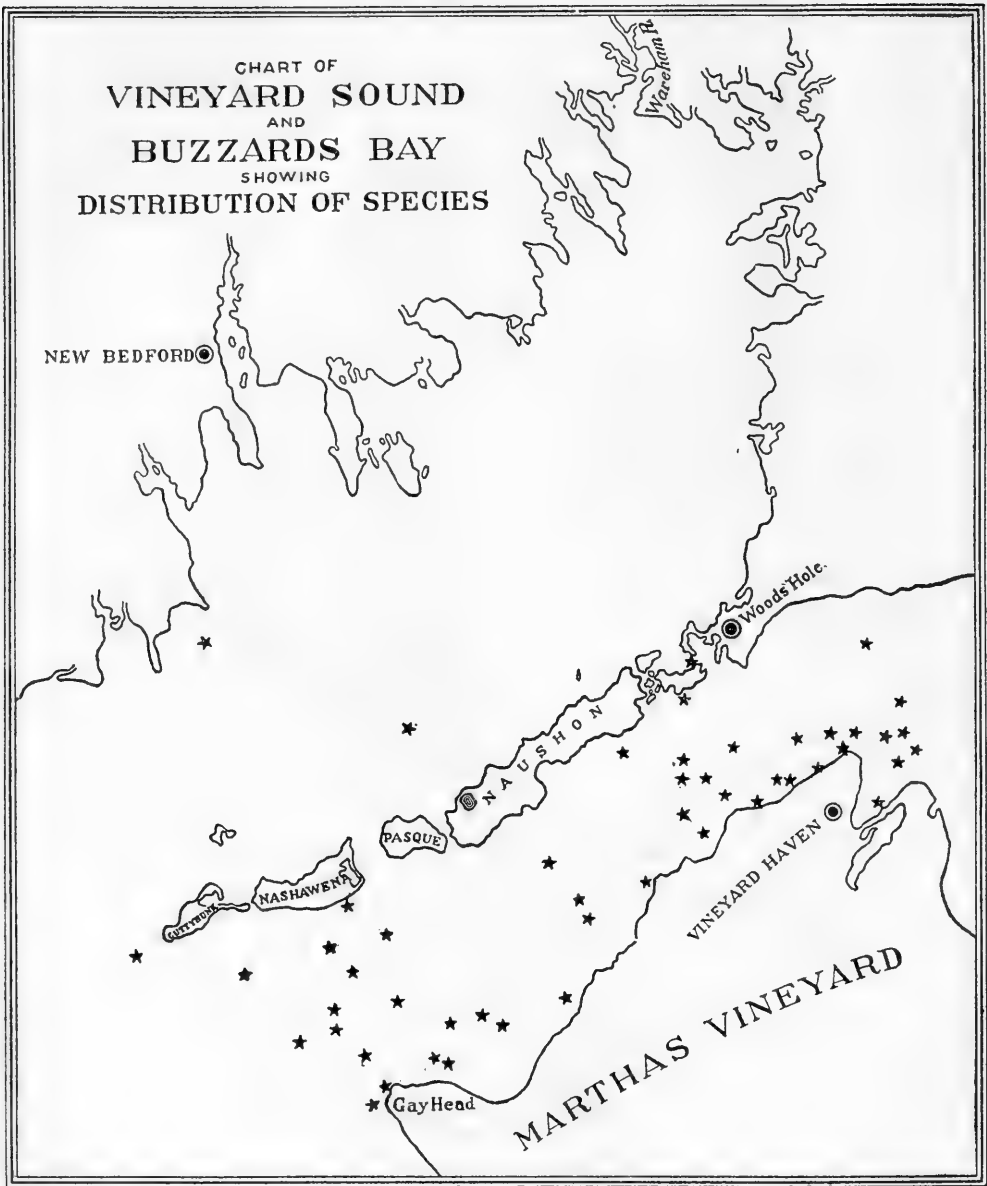 CHART OF
VINEYARD SOUND
AND
BUZZARDS BAY
SHOWING
DISTRIBUTION OF SPECIES
Wareham R.
NEW BEDFORD
Woods Hole.
NAUSHON
PASQUE
NASHAWENA
CUTTYHUNK
VINEYARD HAVEN
MARTHAS VINEYARD
Gay Head